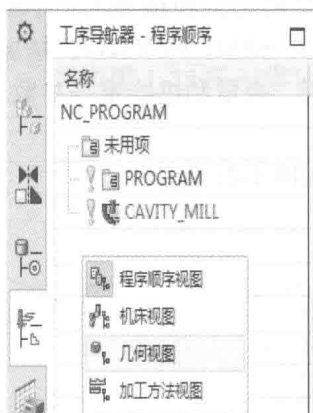 工序导航器 - 程序顺序
名称
NC_PROGRAM
未用项
PROGRAM
CAVITY_MILL
程序顺序视图
机床视图
几何视图
加工方法视图